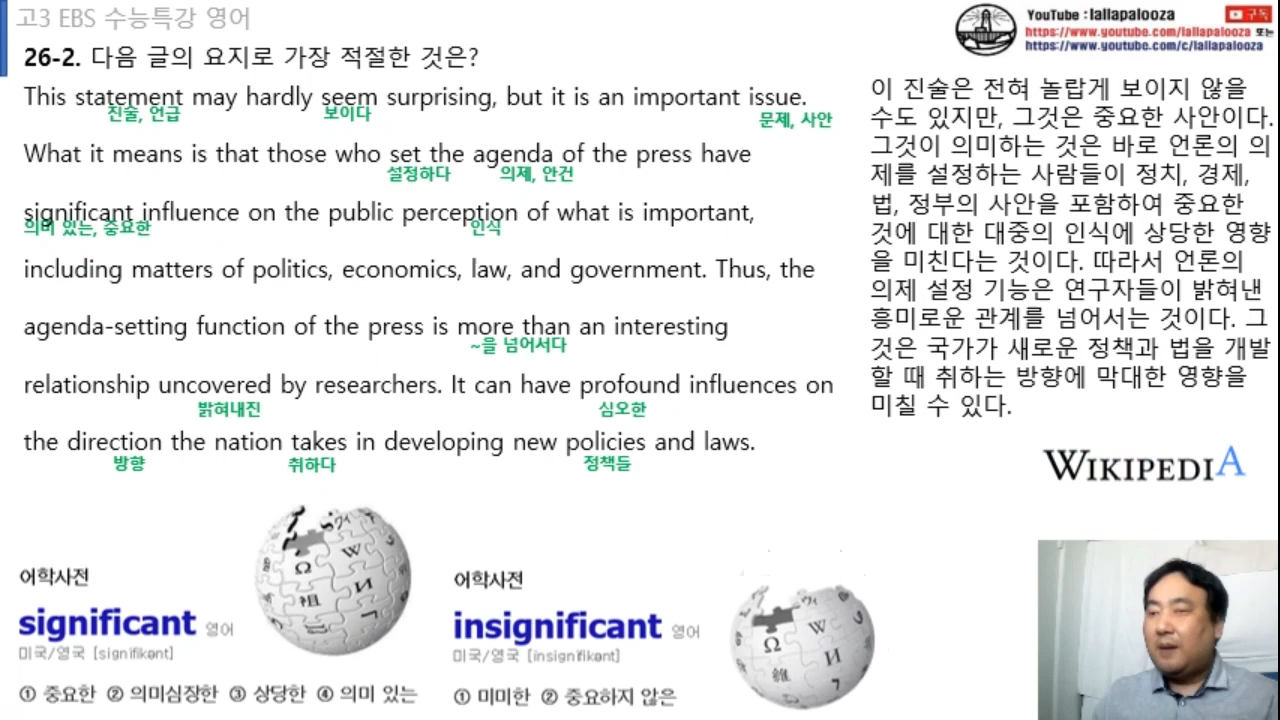 고3 EBS 수능특강 영어
YouTube : lallapalooza
구독
https://www.youtube.com/lallapalooza 또는
https://www.youtube.com/c/lallapalooza
26-2. 다음 글의 요지로 가장 적절한 것은?
This statement may hardly seem surprising, but it is an important issue.
진술, 언급 보이다 문제, 사안
What it means is that those who set the agenda of the press have
설정하다 의제, 안건
significant influence on the public perception of what is important,
의미 있는, 중요한 인식
including matters of politics, economics, law, and government. Thus, the
agenda-setting function of the press is more than an interesting
~을 넘어서다
relationship uncovered by researchers. It can have profound influences on
밝혀내진 심오한
the direction the nation takes in developing new policies and laws.
방향 취하다 정책들
이 진술은 전혀 놀랍게 보이지 않을
수도 있지만, 그것은 중요한 사안이다.
그것이 의미하는 것은 바로 언론의 의
제를 설정하는 사람들이 정치, 경제,
법, 정부의 사안을 포함하여 중요한
것에 대한 대중의 인식에 상당한 영향
을 미친다는 것이다. 따라서 언론의
의제 설정 기능은 연구자들이 밝혀낸
흥미로운 관계를 넘어서는 것이다. 그
것은 국가가 새로운 정책과 법을 개발
할 때 취하는 방향에 막대한 영향을
미칠 수 있다.
WIKIPEDIA
어학사전
significant 영어
미국/영국 [signifikənt]
① 중요한 ② 의미심장한 ③ 상당한 ④ 의미 있는
어학사전
insignificant 영어
미국/영국 [insignifikənt]
① 미미한 ② 중요하지 않은